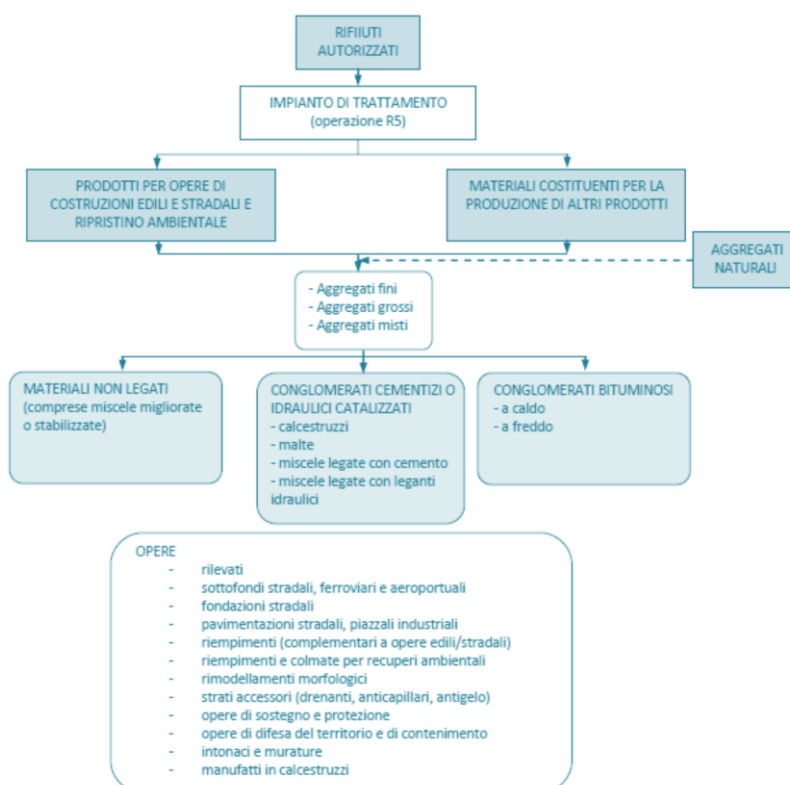 RIFIIUTI
AUTORIZZATI
IMPIANTO DI TRATTAMENTO
(operazione R5)
PRODOTTI PER OPERE DI
COSTRUZIONI EDILI E STRADALI E
RIPRISTINO AMBIENTALE
MATERIALI COSTITUENTI PER LA
PRODUZIONE DI ALTRI PRODOTTI
AGGREGATI
NATURALI
- Aggregati fini
- Aggregati grossi
- Aggregati misti
MATERIALI NON LEGATI
(comprese miscele migliorate
o stabilizzate)
CONGLOMERATI CEMENTIZI O
IDRAULICI CATALIZZATI
- calcestruzzi
- malte
- miscele legate con cemento
- miscele legate con leganti
idraulici
CONGLOMERATI BITUMINOSI
- a caldo
- a freddo
OPERE
- rilevati
- sottofondi stradali, ferroviari e aeroportuali
- fondazioni stradali
- pavimentazioni stradali, piazzali industriali
- riempimenti (complementari a opere edili/stradali)
- riempimenti e colmate per recuperi ambientali
- rimodellamenti morfologici
- strati accessori (drenanti, anticapillari, antigelo)
- opere di sostegno e protezione
- opere di difesa del territorio e di contenimento
- intonaci e murature
- manufatti in calcestruzzi